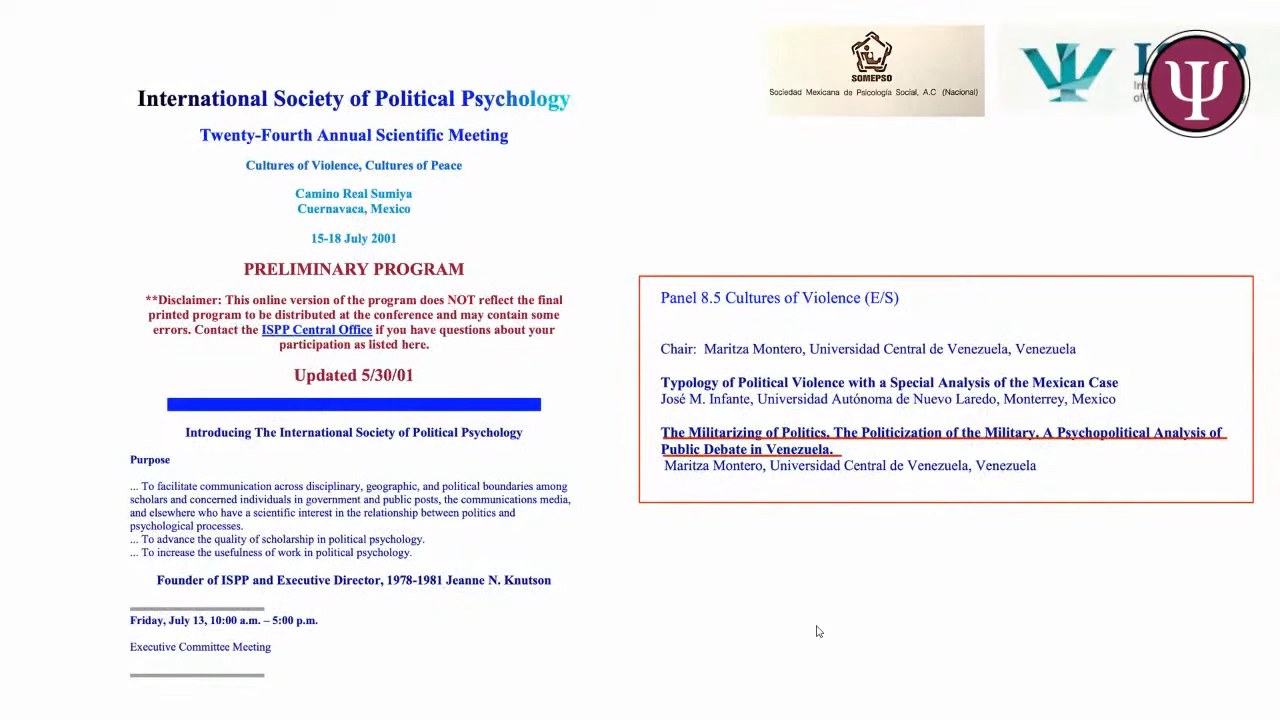 International Society of Political Psychology
Twenty-Fourth Annual Scientific Meeting
Cultures of Violence, Cultures of Peace
Camino Real Sumiya
Cuernavaca, Mexico
15-18 July 2001
PRELIMINARY PROGRAM
**Disclaimer: This online version of the program does NOT reflect the final
printed program to be distributed at the conference and may contain some
errors. Contact the ISPP Central Office if you have questions about your
participation as listed here.
Updated 5/30/01
Introducing The International Society of Political Psychology
Purpose
... To facilitate communication across disciplinary, geographic, and political boundaries among
scholars and concerned individuals in government and public posts, the communications media,
and elsewhere who have a scientific interest in the relationship between politics and
psychological processes.
... To advance the quality of scholarship in political psychology.
... To increase the usefulness of work in political psychology.
Founder of ISPP and Executive Director, 1978-1981 Jeanne N. Knutson
Friday, July 13, 10:00 a.m. – 5:00 p.m.
Executive Committee Meeting
SOMEPSO
Sociedad Mexicana de Psicología Social, A.C (Nacional)
Ψ
Panel 8.5 Cultures of Violence (E/S)
Chair: Maritza Montero, Universidad Central de Venezuela, Venezuela
Typology of Political Violence with a Special Analysis of the Mexican Case
José M. Infante, Universidad Autónoma de Nuevo Laredo, Monterrey, Mexico
The Militarizing of Politics. The Politicization of the Military. A Psychopolitical Analysis of
Public Debate in Venezuela.
Maritza Montero, Universidad Central de Venezuela, Venezuela